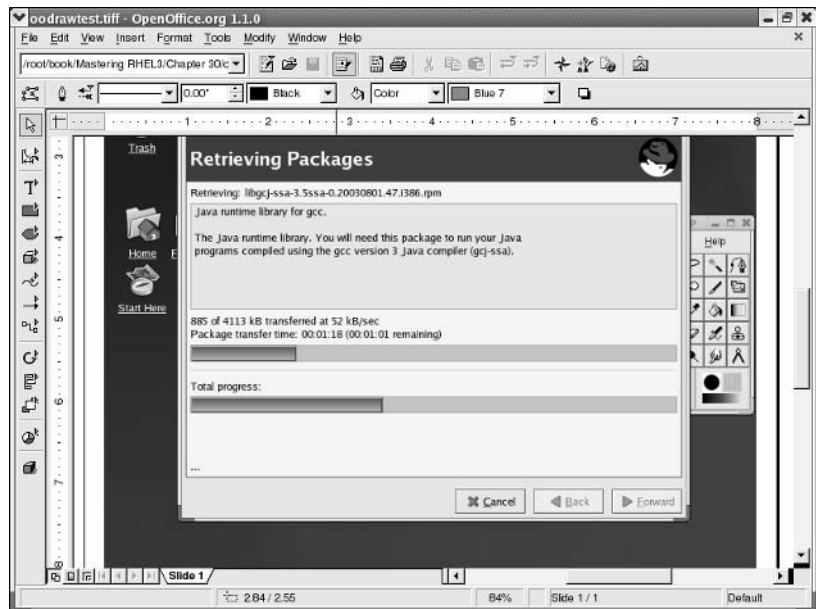 oodrawtest.tiff - OpenOffice.org 1.1.0
File Edit View Insert Format Tools Modify Window Help
/root/book/Mastering RHEL3/Chapter 30/c
0.00" Black Color Blue 7
1 2 3 4 5 6 7 8
Trash
Retrieving Packages
Retrieving: libgcj-ssa-3.5ssa-0.20030801.47.i386.rpm
Java runtime library for gcc.
The Java runtime library. You will need this package to run your Java
programs compiled using the gcc version 3 Java compiler (gcj-ssa).
Home E
Help
Start Here
885 of 4113 kB transferred at 52 kB/sec
Package transfer time: 00:01:18 (00:01:01 remaining)
Total progress:
...
Cancel Back Forward
3
4
5
6
7
8
Slide 1
2.84 / 2.55 84% Slide 1 / 1 Default